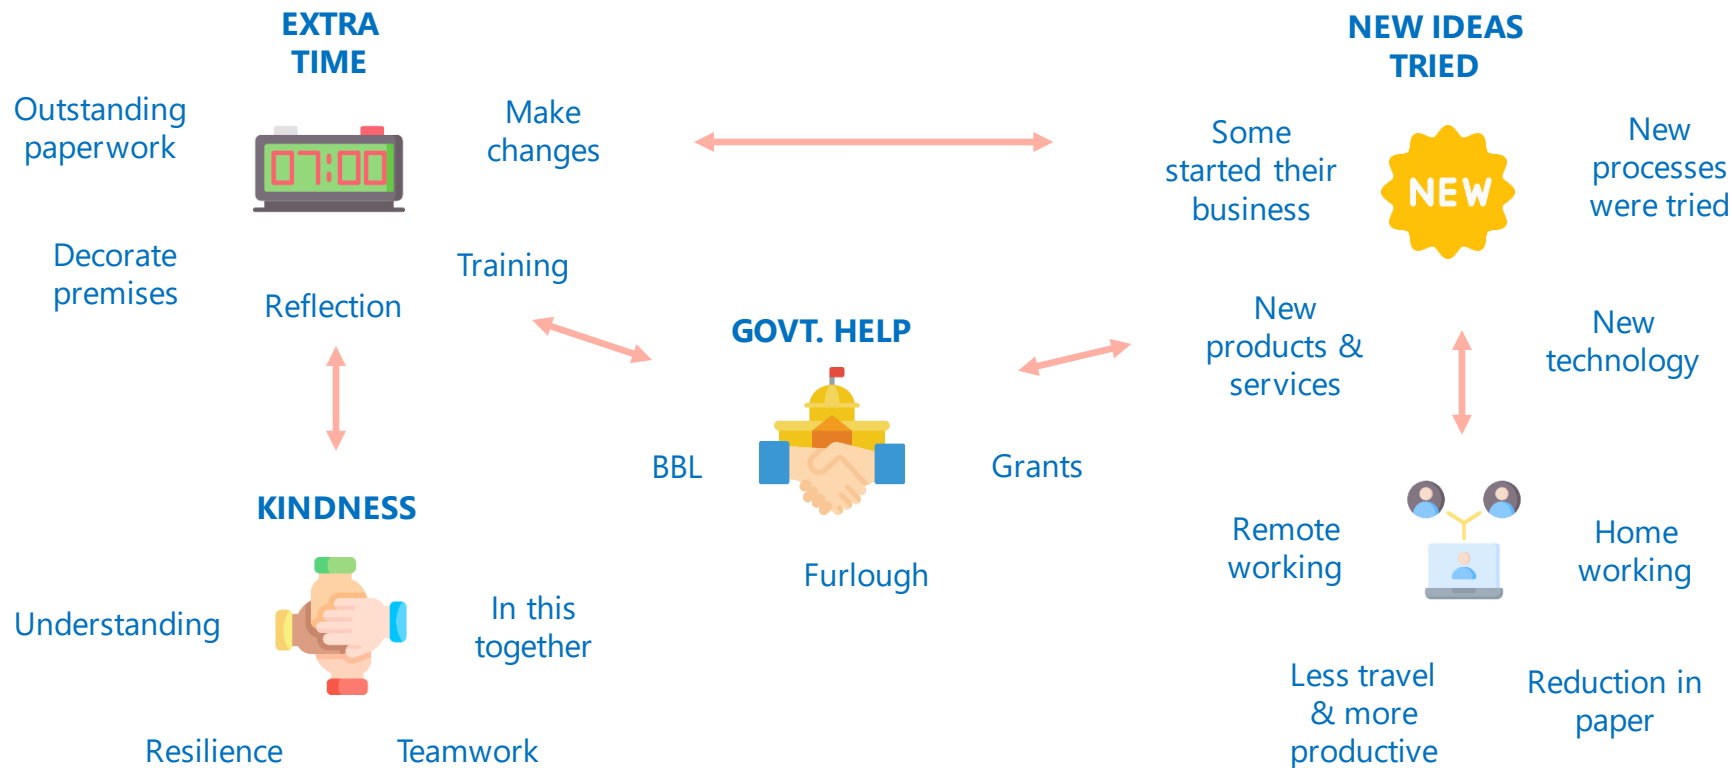 EXTRA
TIME
Outstanding
paperwork
07:00
Make
changes
Decorate
premises
Reflection
Training
NEW IDEAS
TRIED
Some
started their
business
NEW
New
processes
were tried
New
products &
services
New
technology
GOVT. HELP
BBL
Grants
Furlough
KINDNESS
Understanding
In this
together
Resilience
Teamwork
Remote
working
Home
working
Less travel
& more
productive
Reduction in
paper